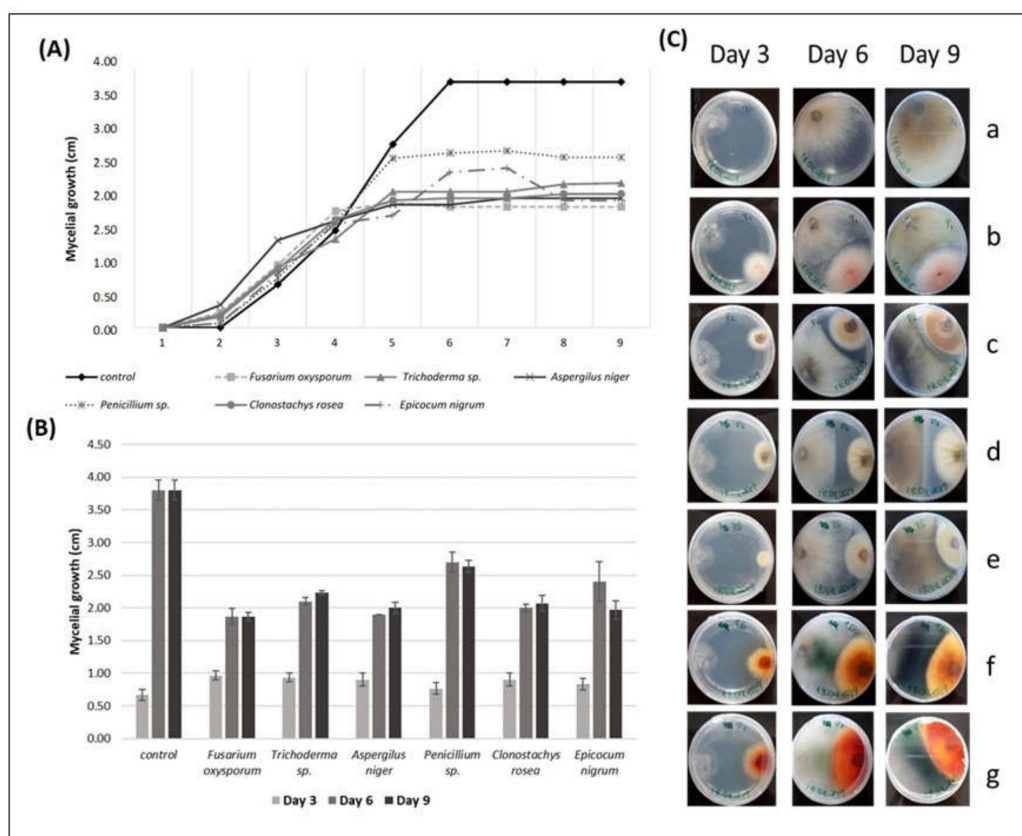 (A)
4.00
3.50
3.00
2.50
2.00
1.50
1.00
0.50
0.00
Mycelial growth (cm)
1 2 3 4 5 6 7 8 9
control Fusarium oxysporum Trichoderma sp. Aspergilus niger
Penicillium sp. Clonostachys rosea Epicocum nigrum
(B)
4.50
4.00
3.50
3.00
2.50
2.00
1.50
1.00
0.50
0.00
Mycelial growth (cm)
control Fusarium Trichoderma Aspergilus Penicillium sp. Clonostachys Epicocum
oxysporum sp. niger rosea nigrum
Day 3 Day 6 Day 9
(C)
Day 3 Day 6 Day 9
a
b
c
d
e
f
g